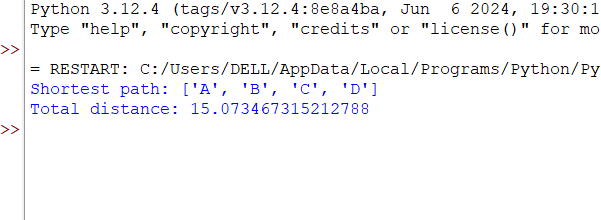 Python 3.12.4 (tags/v3.12.4:8e8a4ba, Jun  6 2024, 19:30:1
Type "help", "copyright", "credits" or "license()" for mo
>>
= RESTART: C:/Users/DELL/AppData/Local/Programs/Python/Py
Shortest path: ['A', 'B', 'C', 'D']
Total distance: 15.073467315212788
>>